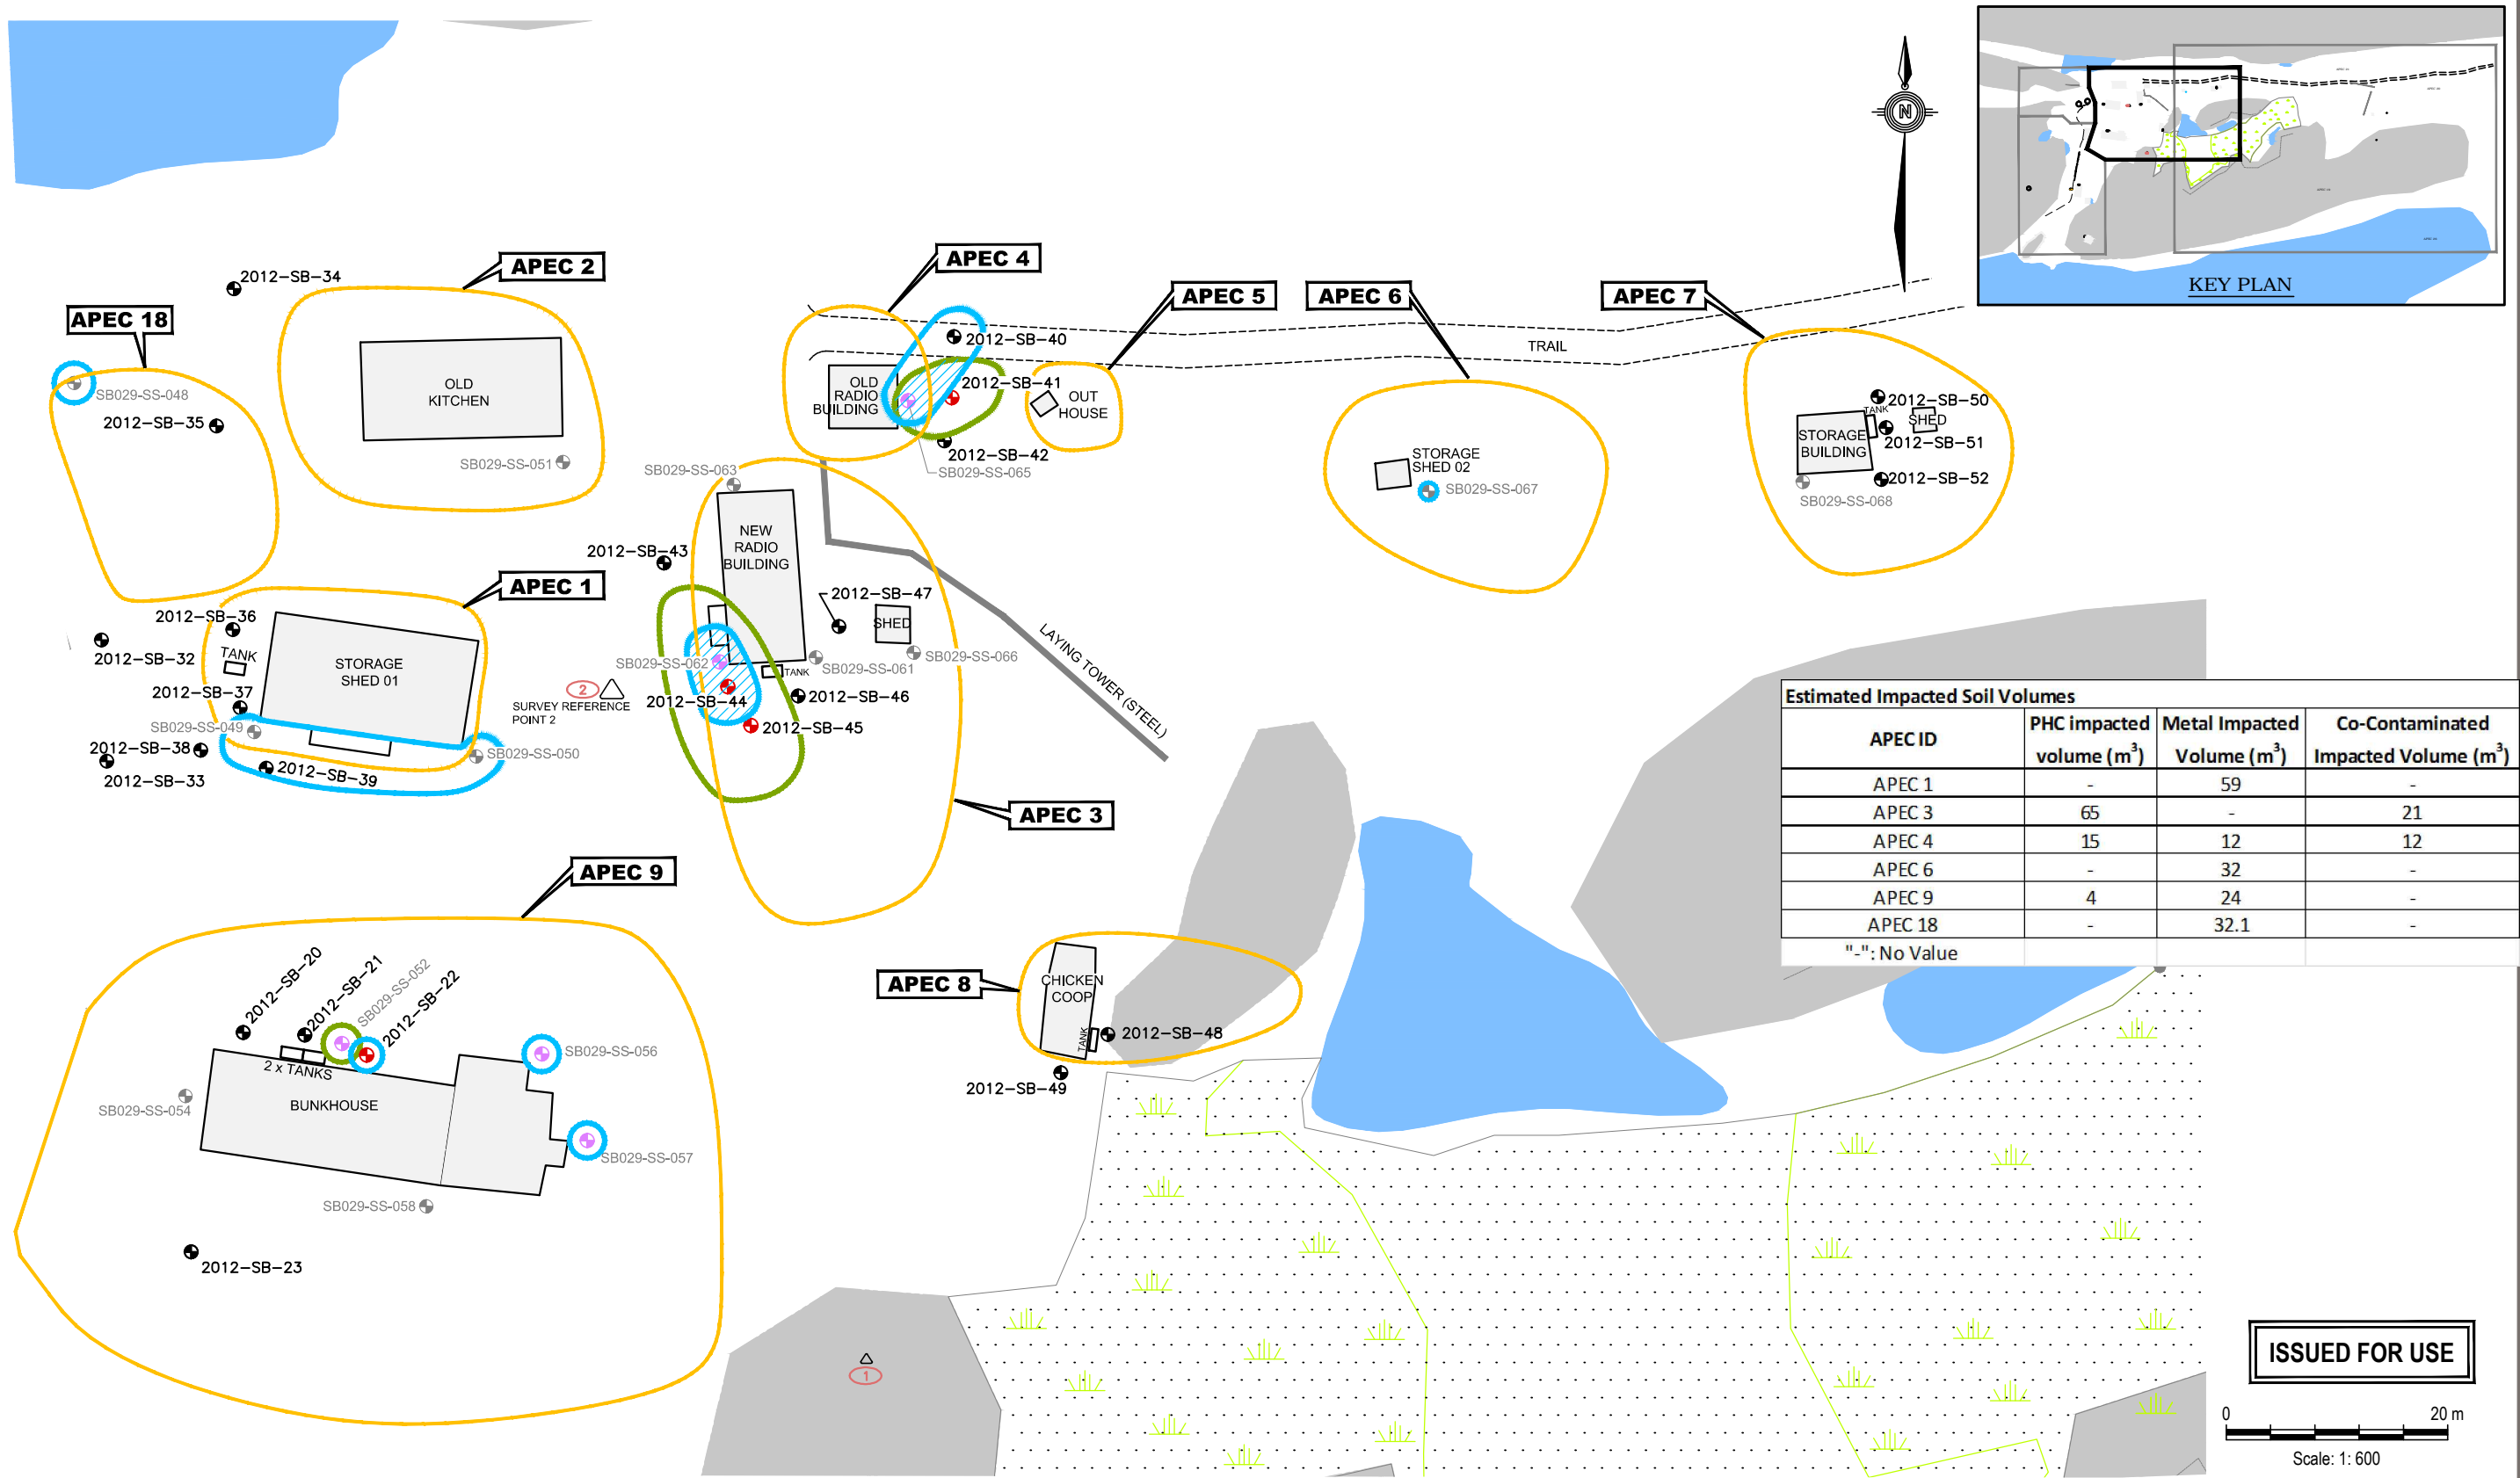 N
KEY PLAN
APEC 2
APEC 4
APEC 5
APEC 6
APEC 7
APEC 18
2012-SB-34
SB029-SS-048
2012-SB-35
OLD
KITCHEN
SB029-SS-051
2012-SB-40
TRAIL
2012-SB-41
OLD
RADIO
BUILDING
OUT
HOUSE
2012-SB-42
SB029-SS-065
SB029-SS-063
STORAGE
SHED 02
SB029-SS-067
2012-SB-50
TANK
SHED
STORAGE
BUILDING
2012-SB-51
2012-SB-52
SB029-SS-068
NEW
RADIO
BUILDING
2012-SB-43
APEC 1
2012-SB-47
SHED
SB029-SS-066
SB029-SS-061
SB029-SS-062
TANK
2012-SB-44
2012-SB-46
2012-SB-45
LAYING TOWER (STEEL)
2012-SB-36
2012-SB-32
TANK
STORAGE
SHED 01
2012-SB-37
SB029-SS-049
2012-SB-38
2012-SB-33
2012-SB-39
SB029-SS-050
2
SURVEY REFERENCE
POINT 2
APEC 3
Estimated Impacted Soil Volumes
APEC ID PHC impacted volume (m³) Metal Impacted Volume (m³) Co-Contaminated Impacted Volume (m³)
APEC 1 - 59 -
APEC 3 65 - 21
APEC 4 15 12 12
APEC 6 - 32 -
APEC 9 4 24 -
APEC 18 - 32.1 -
"-": No Value
APEC 9
2012-SB-20
2012-SB-21
SB029-SS-052
2012-SB-22
2 x TANKS
BUNKHOUSE
SB029-SS-054
SB029-SS-056
SB029-SS-057
SB029-SS-058
2012-SB-23
APEC 8
CHICKEN
COOP
TANK
2012-SB-48
2012-SB-49
1
ISSUED FOR USE
0 20 m
Scale: 1: 600